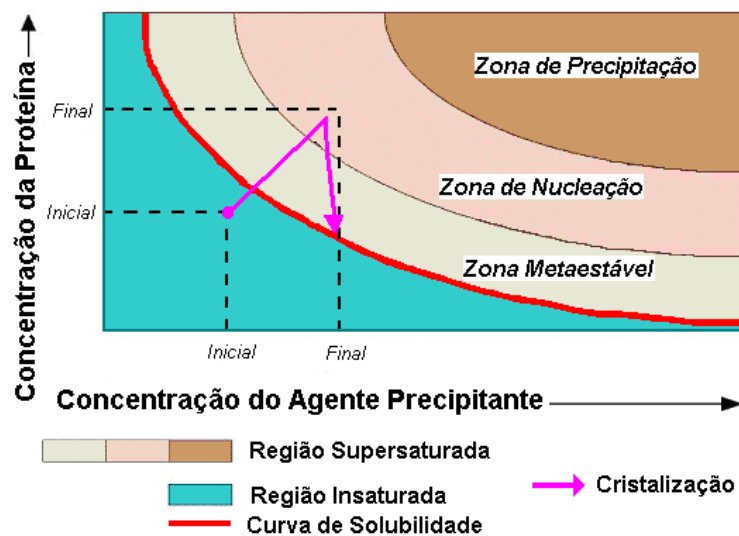 Concentração da Proteína
Zona de Precipitação
Final
Zona de Nucleação
Inicial
Zona Metaestável
Inicial
Final
Concentração do Agente Precipitante
Região Supersaturada
Região Insaturada
Cristalização
Curva de Solubilidade